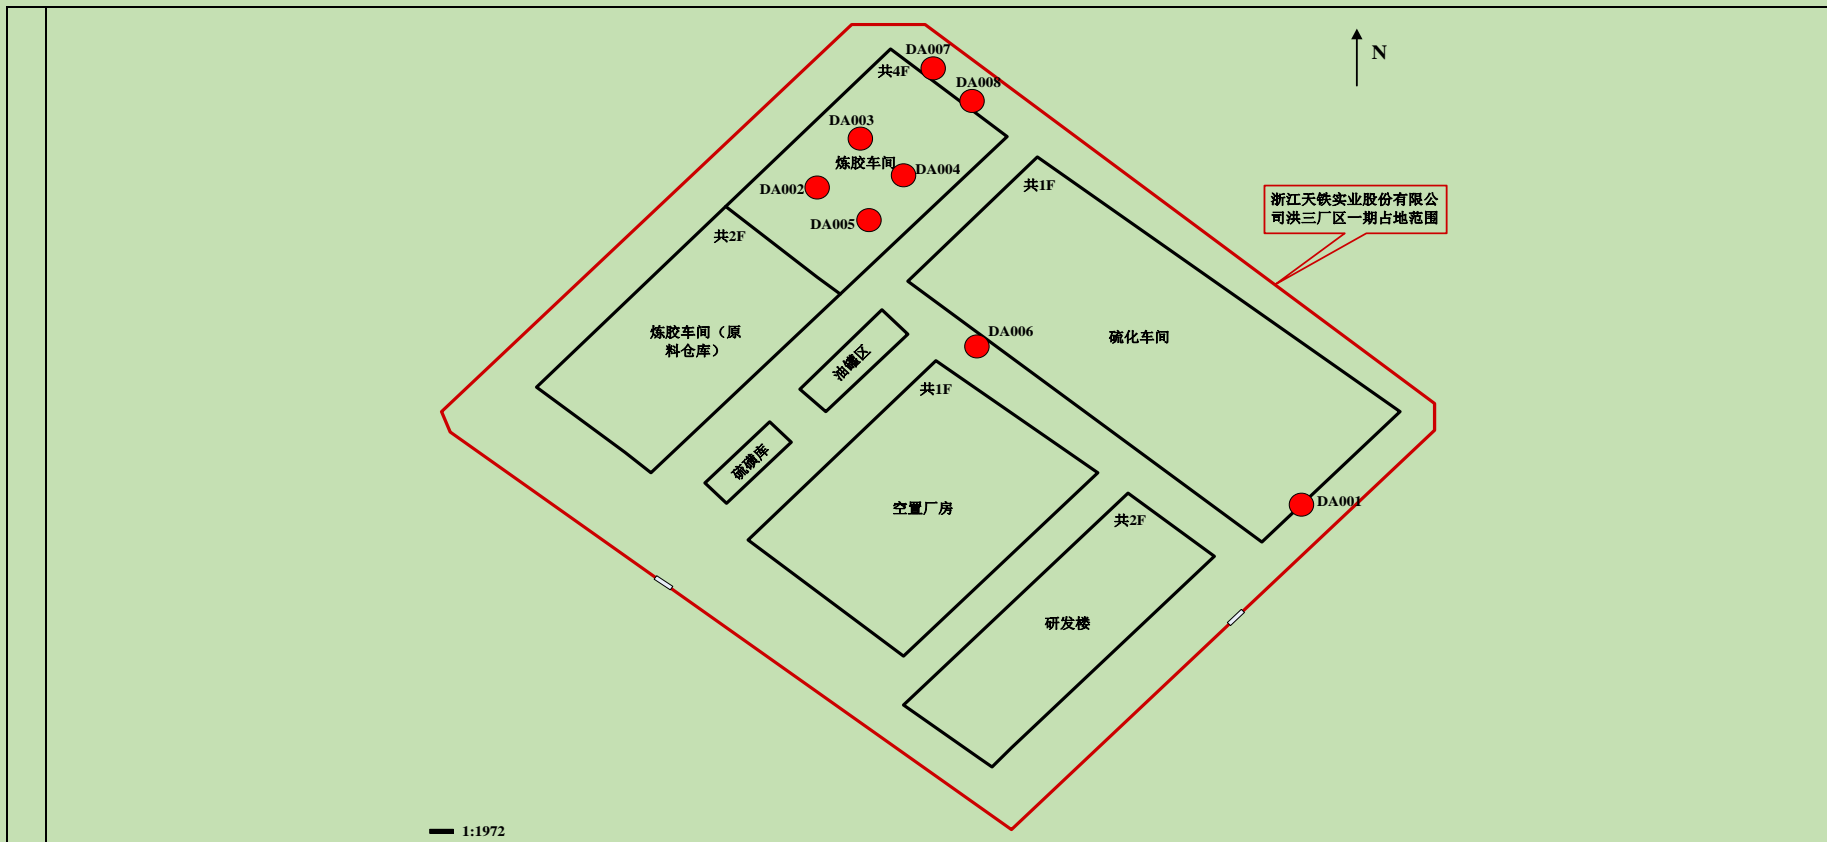 DA007
N
共4F
DA008
DA003
炼胶车间
DA004
DA002
共1F
浙江天铁实业股份有限公
司洪三厂区一期占地范围
DA005
共2F
DA006
炼胶车间（原
料仓库）
硫化车间
油罐区
共1F
硫磺库
DA001
空置厂房
共2F
研发楼
1:1972